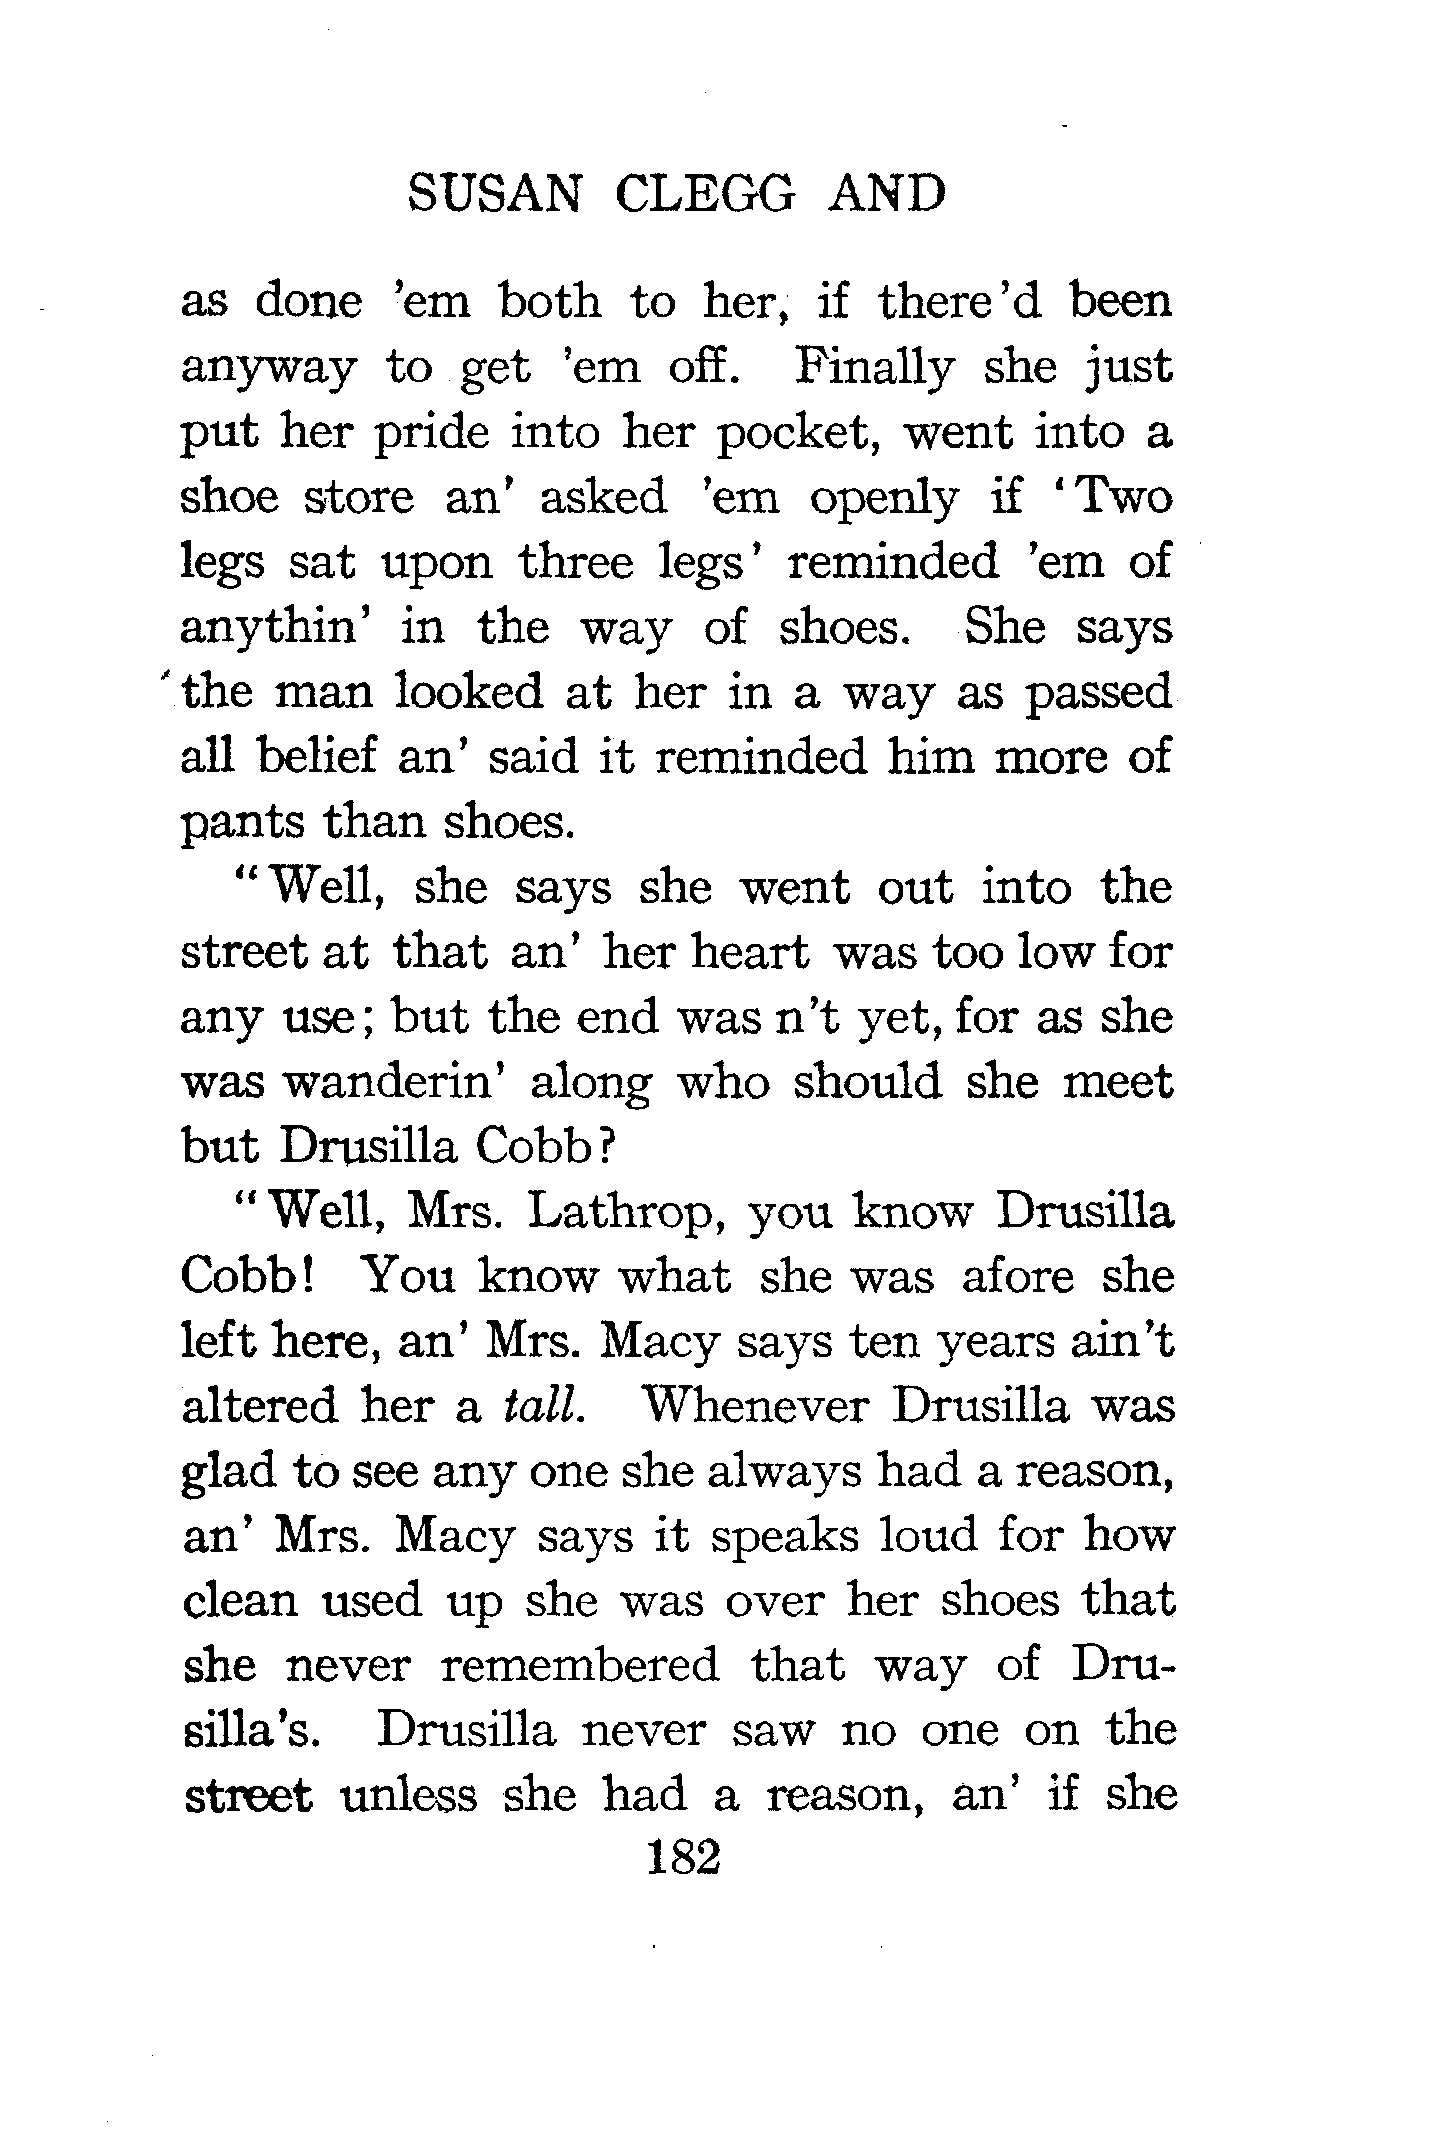 SUSAN CLEGG AND
as done 'em both to her, if there 'd been
anyway to get 'em off. Finally she just
put her pride into her pocket, went into a
shoe store an' asked 'em openly if 'Two
legs sat upon three legs' reminded 'em of
anythin' in the way of shoes. She says
the man looked at her in a way as passed
all belief an' said it reminded him more of
pants than shoes.
"Well, she says she went out into the
street at that an' her heart was too low for
any use; but the end was n't yet, for as she
was wanderin' along who should she meet
but Drusilla Cobb?
"Well, Mrs. Lathrop, you know Drusilla
Cobb! You know what she was afore she
left here, an' Mrs. Macy says ten years ain't
altered her a tall. Whenever Drusilla was
glad to see any one she always had a reason,
an' Mrs. Macy says it speaks loud for how
clean used up she was over her shoes that
she never remembered that way of Dru-
silla's. Drusilla never saw no one on the
street unless she had a reason, an' if she
182